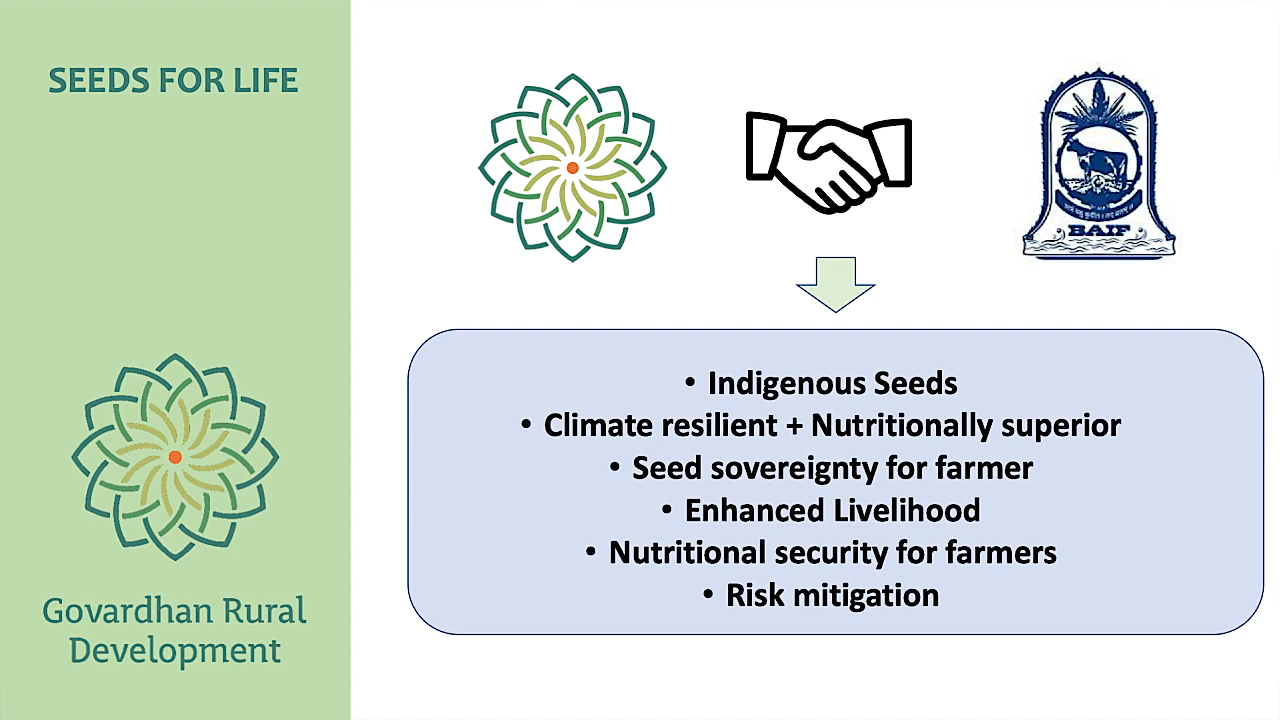 SEEDS FOR LIFE
Govardhan Rural
Development
BAIF
• Indigenous Seeds
• Climate resilient + Nutritionally superior
• Seed sovereignty for farmer
• Enhanced Livelihood
• Nutritional security for farmers
• Risk mitigation